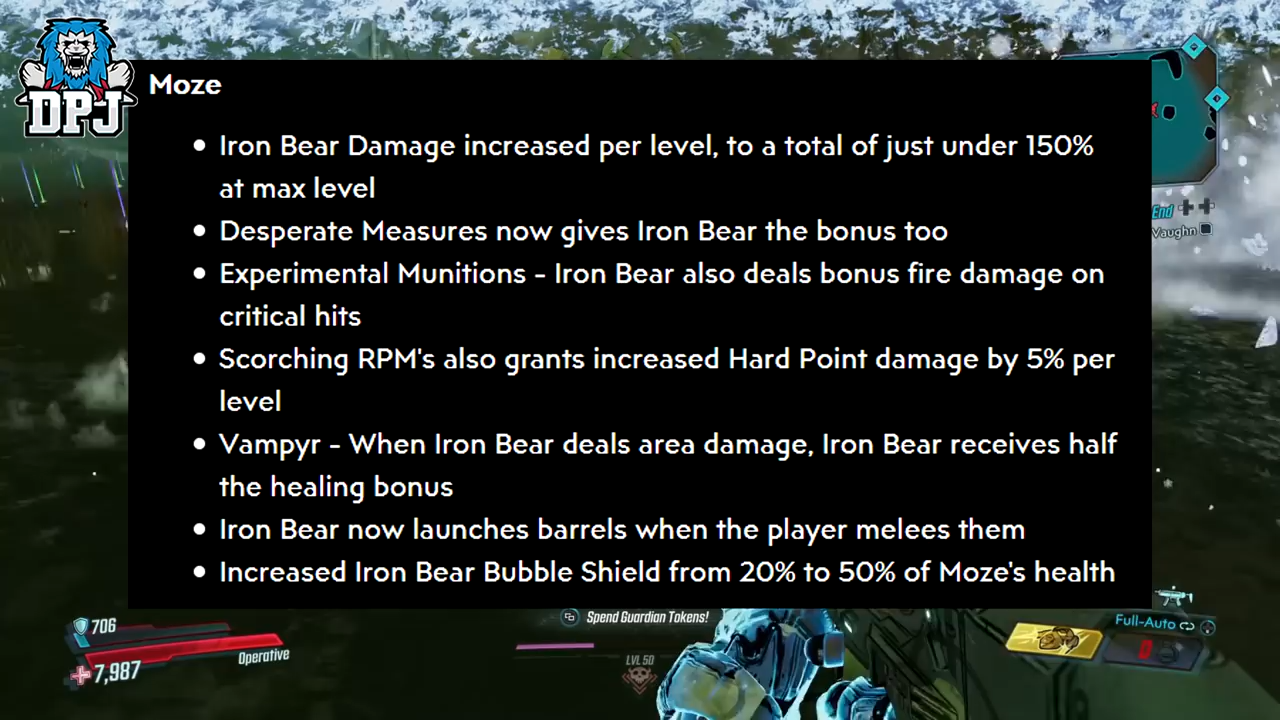 DPJ
Moze
Iron Bear Damage increased per level, to a total of just under 150%
at max level
Desperate Measures now gives Iron Bear the bonus too
Experimental Munitions - Iron Bear also deals bonus fire damage on
critical hits
Scorching RPM's also grants increased Hard Point damage by 5% per
level
Vampyr - When Iron Bear deals area damage, Iron Bear receives half
the healing bonus
Iron Bear now launches barrels when the player melees them
Increased Iron Bear Bubble Shield from 20% to 50% of Moze's health
End
Vaughn
706
7,987
Operative
Spend Guardian Tokens!
LVL 50
Full-Auto
0